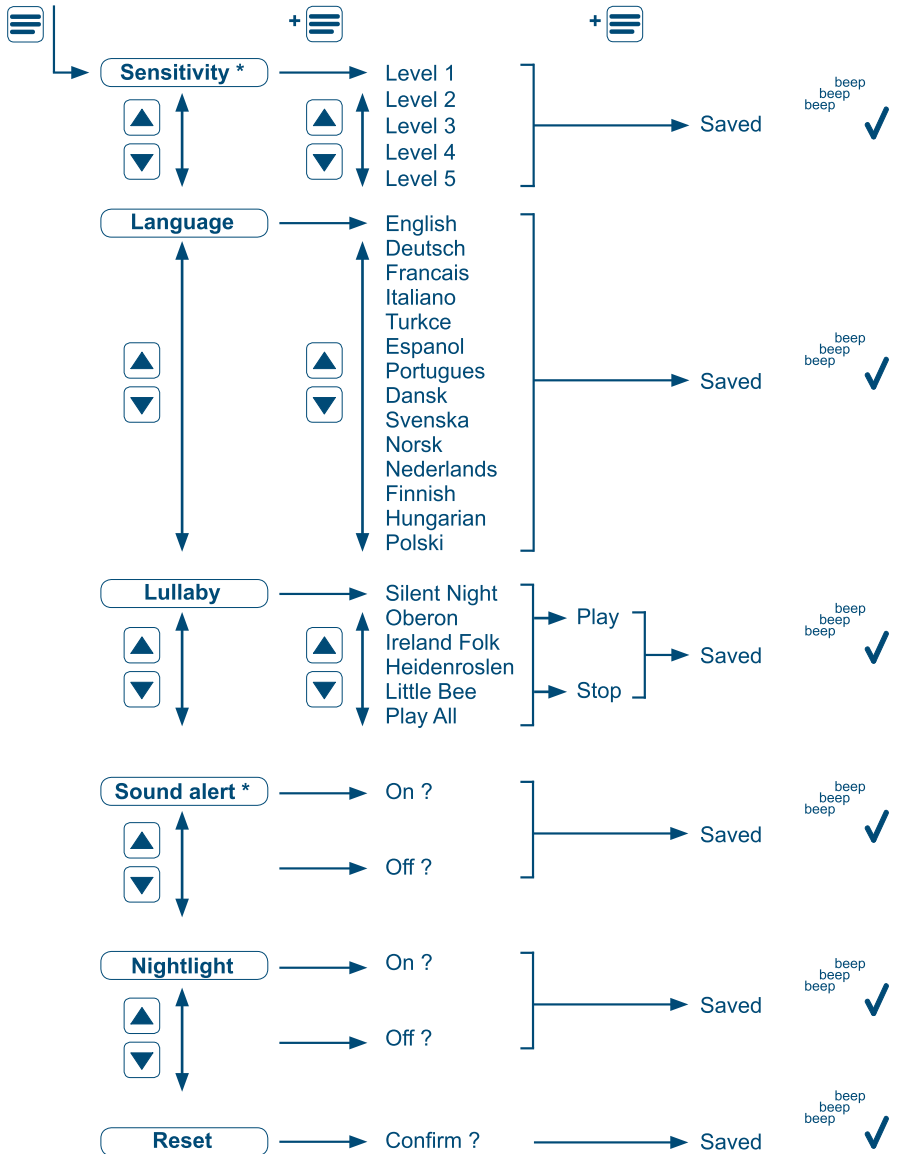 +
+
Sensitivity *
Level 1
Level 2
Level 3
Level 4
Level 5
Saved
beep
beep
beep
Language
English
Deutsch
Francais
Italiano
Turkce
Espanol
Portugues
Dansk
Svenska
Norsk
Nederlands
Finnish
Hungarian
Polski
Saved
beep
beep
beep
Lullaby
Silent Night
Oberon
Ireland Folk
Heidenroslen
Little Bee
Play All
Play
Stop
Saved
beep
beep
beep
Sound alert *
On ?
Off ?
Saved
beep
beep
beep
Nightlight
On ?
Off ?
Saved
beep
beep
beep
Reset
Confirm ?
Saved
beep
beep
beep